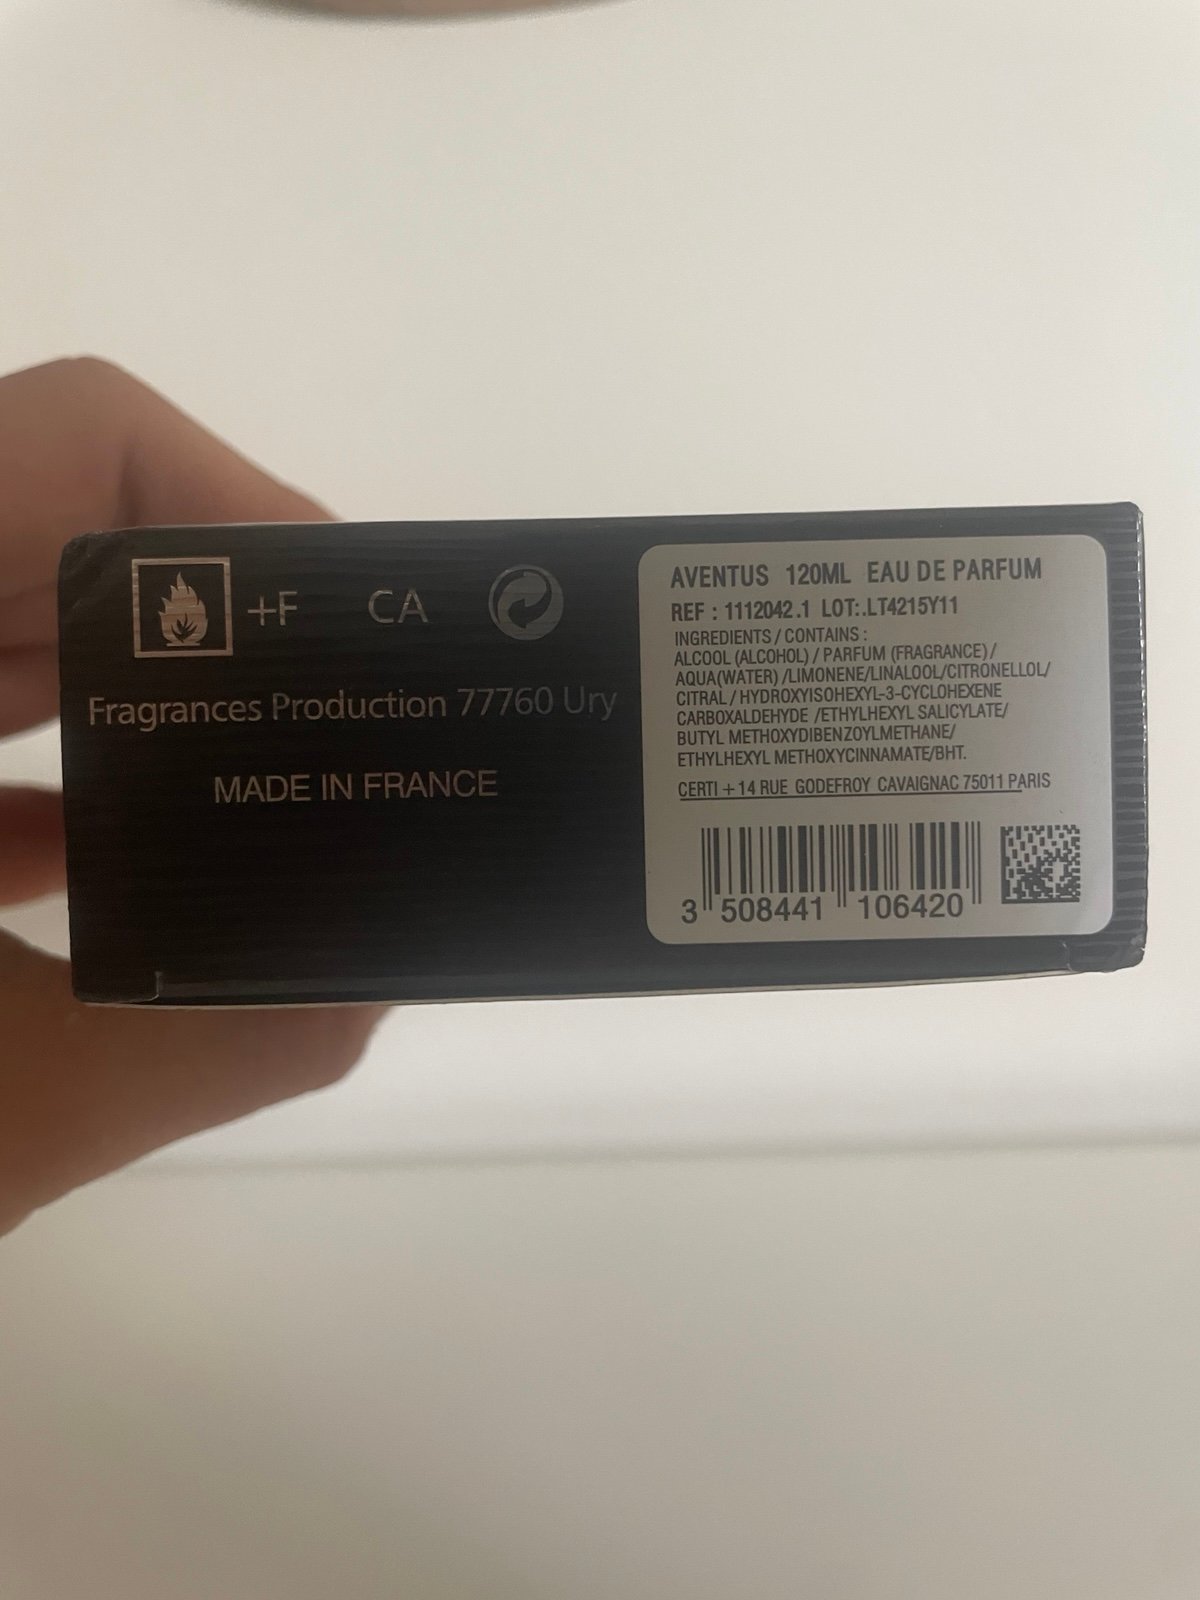 +F CA
Fragrances Production 77760 Ury
MADE IN FRANCE
AVENTUS 120ML EAU DE PARFUM
REF : 1112042.1 LOT:.LT4215Y11
INGREDIENTS / CONTAINS :
ALCOOL (ALCOHOL) / PARFUM (FRAGRANCE) /
AQUA(WATER) /LIMONENE/LINALOOL/CITRONELLOL/
CITRAL / HYDROXYISOHEXYL-3-CYCLOHEXENE
CARBOXALDEHYDE /ETHYLHEXYL SALICYLATE/
BUTYL METHOXYDIBENZOYLMETHANE/
ETHYLHEXYL METHOXYCINNAMATE/BHT.
CERTI + 14 RUE GODEFROY CAVAIGNAC 75011 PARIS
3 508441 106420